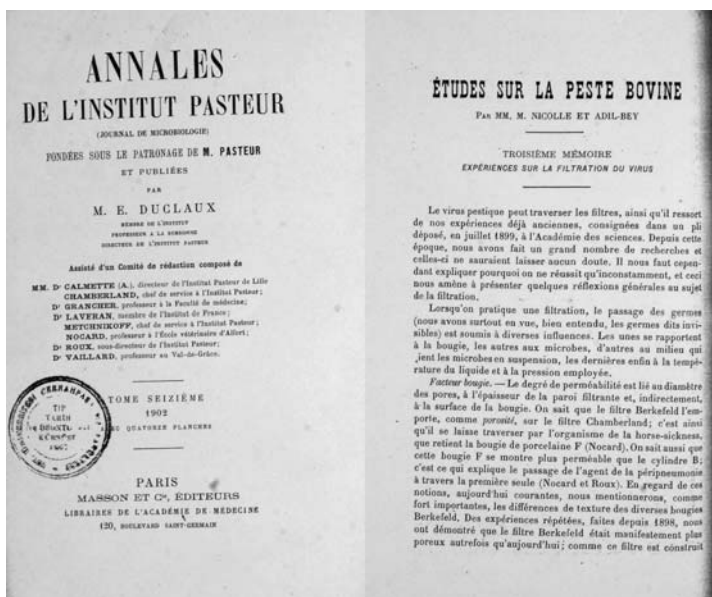 ANNALES
DE L'INSTITUT PASTEUR
(JOURNAL DE MICROBIOLOGIE)
FONDÉES SOUS LE PATRONAGE DE M. PASTEUR
ET PUBLIÉES
PAR
M. E. DUCLAUX
MEMBRE DE L'INSTITUT
PROFESSEUR A LA SORBONNE
DIRECTEUR DE L'INSTITUT PASTEUR
Assisté d'un Comité de rédaction composé de
MM. Dr CALMETTE (A.), directeur de l'Institut Pasteur de Lille
CHAMBERLAND, chef de service à l'Institut Pasteur;
Dr GRANCHER, professeur à la Faculté de médecine;
Dr LAVERAN, membre de l'Institut de France;
METCHNIKOFF, chef de service à l'Institut Pasteur;
NOCARD, professeur à l'École vétérinaire d'Alfort;
Dr ROUX, sous-directeur de l'Institut Pasteur;
Dr VAILLARD, professeur au Val-de-Grâce.
TOME SEIZIÈME
1902
QUATORZE PLANCHES
TIP
TARIHI
PARIS
MASSON ET Cie, ÉDITEURS
LIBRAIRES DE L'ACADÉMIE DE MÉDECINE
120, BOULEVARD SAINT-GERMAIN
ÉTUDES SUR LA PESTE BOVINE
PAR MM. M. NICOLLE ET ADIL-BEY
TROISIÈME MÉMOIRE
EXPÉRIENCES SUR LA FILTRATION DU VIRUS
Le virus pestique peut traverser les filtres, ainsi qu'il ressort
de nos expériences déjà anciennes, consignées dans un pli
déposé, en juillet 1899, à l'Académie des sciences. Depuis cette
époque, nous avons fait un grand nombre de recherches et
celles-ci ne sauraient laisser aucun doute. Il nous faut cepen-
dant expliquer pourquoi on ne réussit qu'inconstamment, et ceci
nous amène à présenter quelques réflexions générales au sujet
de la filtration.
Lorsqu'on pratique une filtration, le passage des germes
(nous avons surtout en vue, bien entendu, les germes dits invi-
sibles) est soumis à diverses influences. Les unes se rapportent
à la bougie, les autres aux microbes, d'autres au milieu qui
tient les microbes en suspension, les dernières enfin à la tempé-
rature du liquide et à la pression employée.
Facteur bougie. — Le degré de perméabilité est lié au diamètre
des pores, à l'épaisseur de la paroi filtrante et, indirectement,
à la surface de la bougie. On sait que le filtre Berkefeld l'em-
porte, comme porosité, sur le filtre Chamberland; c'est ainsi
qu'il se laisse traverser par l'organisme de la horse-sickness,
que retient la bougie de porcelaine F (Nocard). On sait aussi que
cette bougie F se montre plus perméable que le cylindre B;
c'est ce qui explique le passage de l'agent de la péripneumonie
à travers la première seule (Nocard et Roux). En regard de ces
notions, aujourd'hui courantes, nous mentionnerons, comme
fort importantes, les différences de texture des diverses bougies
Berkefeld. Des expériences répétées, faites depuis 1898, nous
ont démontré que le filtre Berkefeld était manifestement plus
poreux autrefois qu'aujourd'hui; comme ce filtre est construit